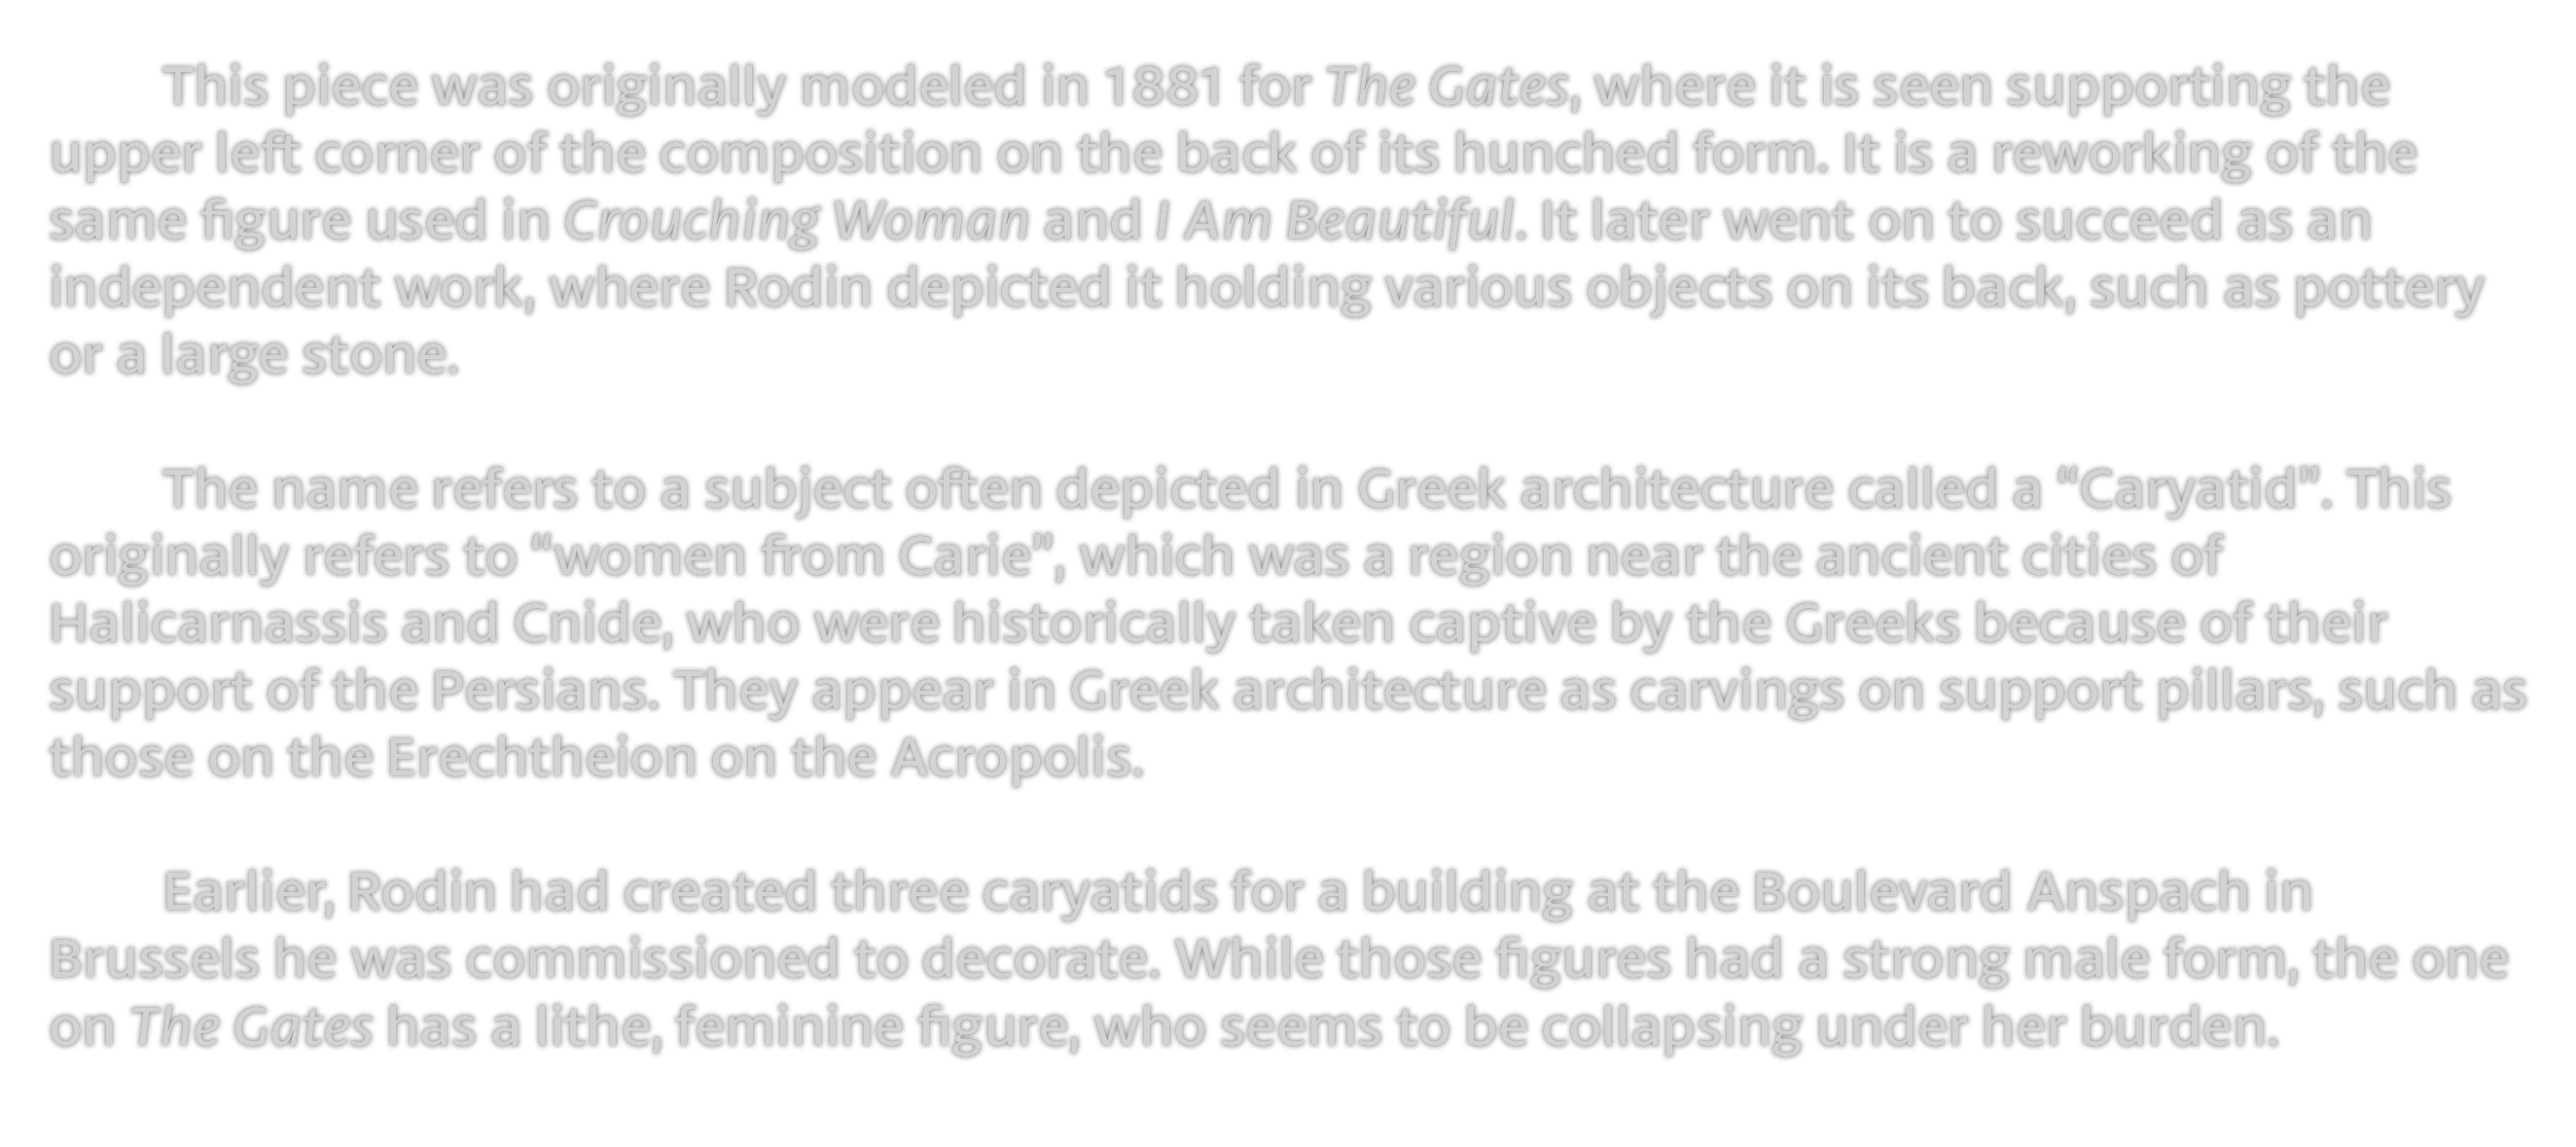 This piece was originally modeled in 1881 for The Gates, where it is seen supporting the
upper left corner of the composition on the back of its hunched form. It is a reworking of the
same figure used in Crouching Woman and I Am Beautiful. It later went on to succeed as an
independent work, where Rodin depicted it holding various objects on its back, such as pottery
or a large stone.
The name refers to a subject often depicted in Greek architecture called a “Caryatid”. This
originally refers to “women from Carie”, which was a region near the ancient cities of
Halicarnassis and Cnide, who were historically taken captive by the Greeks because of their
support of the Persians. They appear in Greek architecture as carvings on support pillars, such as
those on the Erechtheion on the Acropolis.
Earlier, Rodin had created three caryatids for a building at the Boulevard Anspach in
Brussels he was commissioned to decorate. While those figures had a strong male form, the one
on The Gates has a lithe, feminine figure, who seems to be collapsing under her burden.